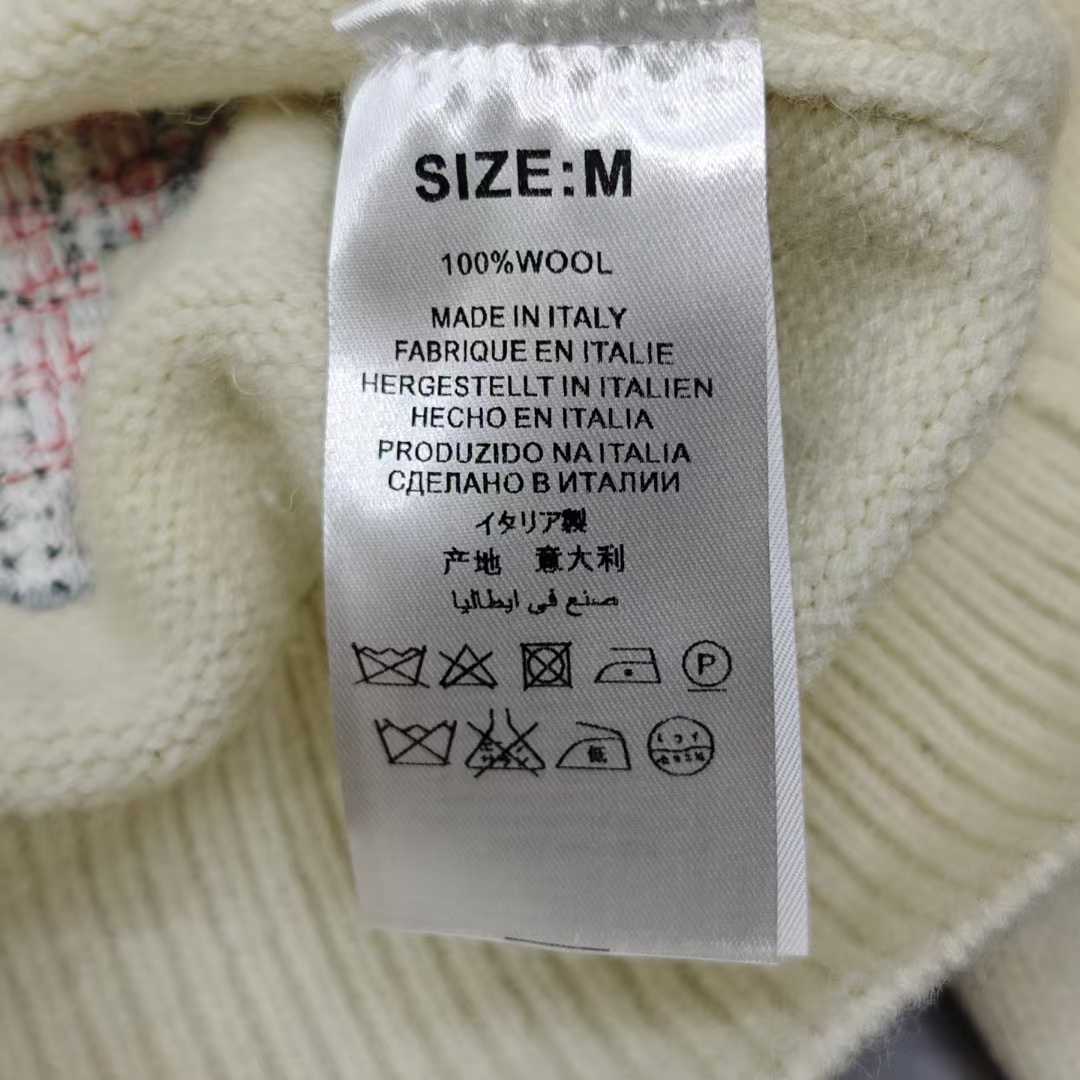 SIZE:M
100%WOOL
MADE IN ITALY
FABRIQUE EN ITALIE
HERGESTELLT IN ITALIEN
HECHO EN ITALIA
PRODUZIDO NA ITALIA
СДЕЛАНО В ИТАЛИИ
イタリア製
产地 意大利
صنع في ايطاليا
P
低